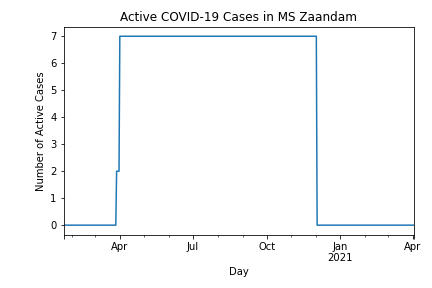 Active COVID-19 Cases in MS Zaandam
Number of Active Cases
7
6
5
4
3
2
1
0
Apr Jul Oct Jan Apr
2021
Day